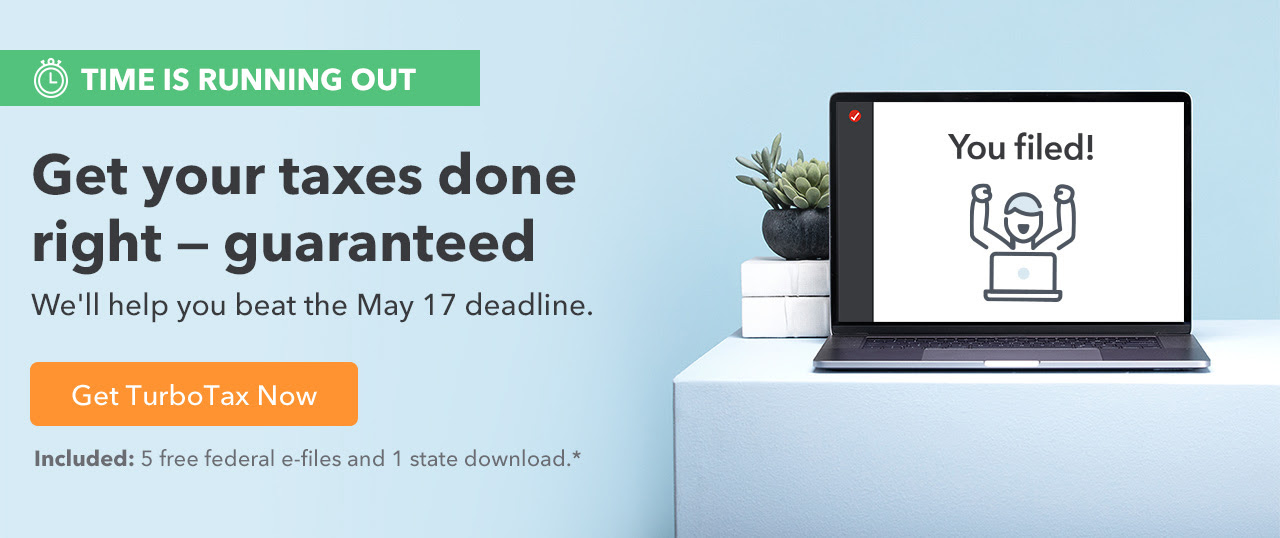 TIME IS RUNNING OUT
Get your taxes done
right – guaranteed
We'll help you beat the May 17 deadline.
Get TurboTax Now
Included: 5 free federal e-files and 1 state download.*
You filed!